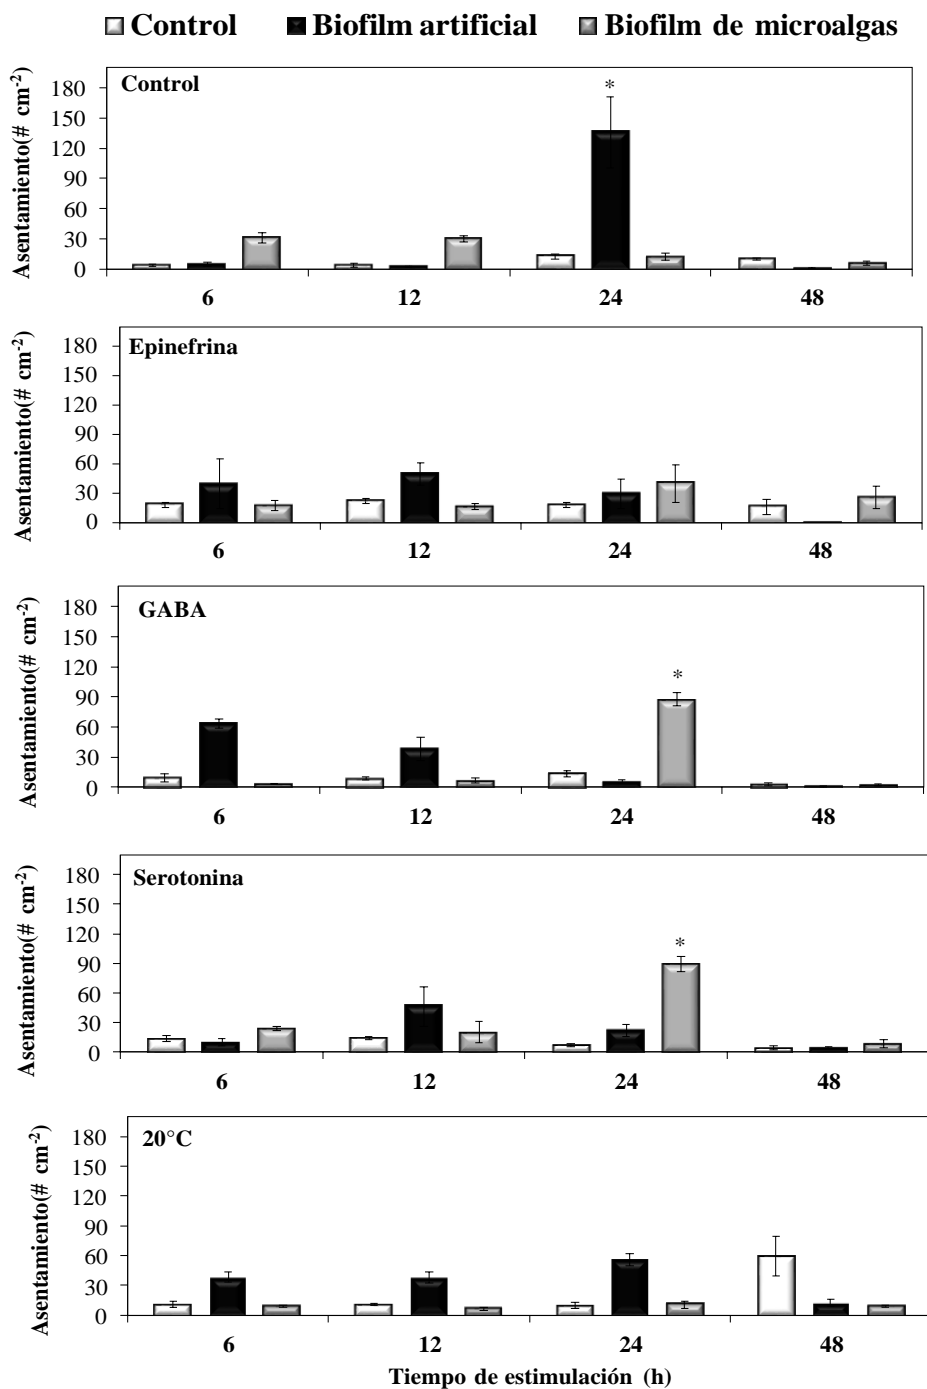 Control Biofilm artificial Biofilm de microalgas
Control
*
Asentamiento(# cm-2)
180
150
120
90
60
30
0
6 12 24 48
Epinefrina
Asentamiento(# cm-2)
180
150
120
90
60
30
0
6 12 24 48
GABA
*
Asentamiento(# cm-2)
180
150
120
90
60
30
0
6 12 24 48
Serotonina
*
Asentamiento(# cm-2)
180
150
120
90
60
30
0
6 12 24 48
20°C
Asentamiento(# cm-2)
180
150
120
90
60
30
0
6 12 24 48
Tiempo de estimulación (h)